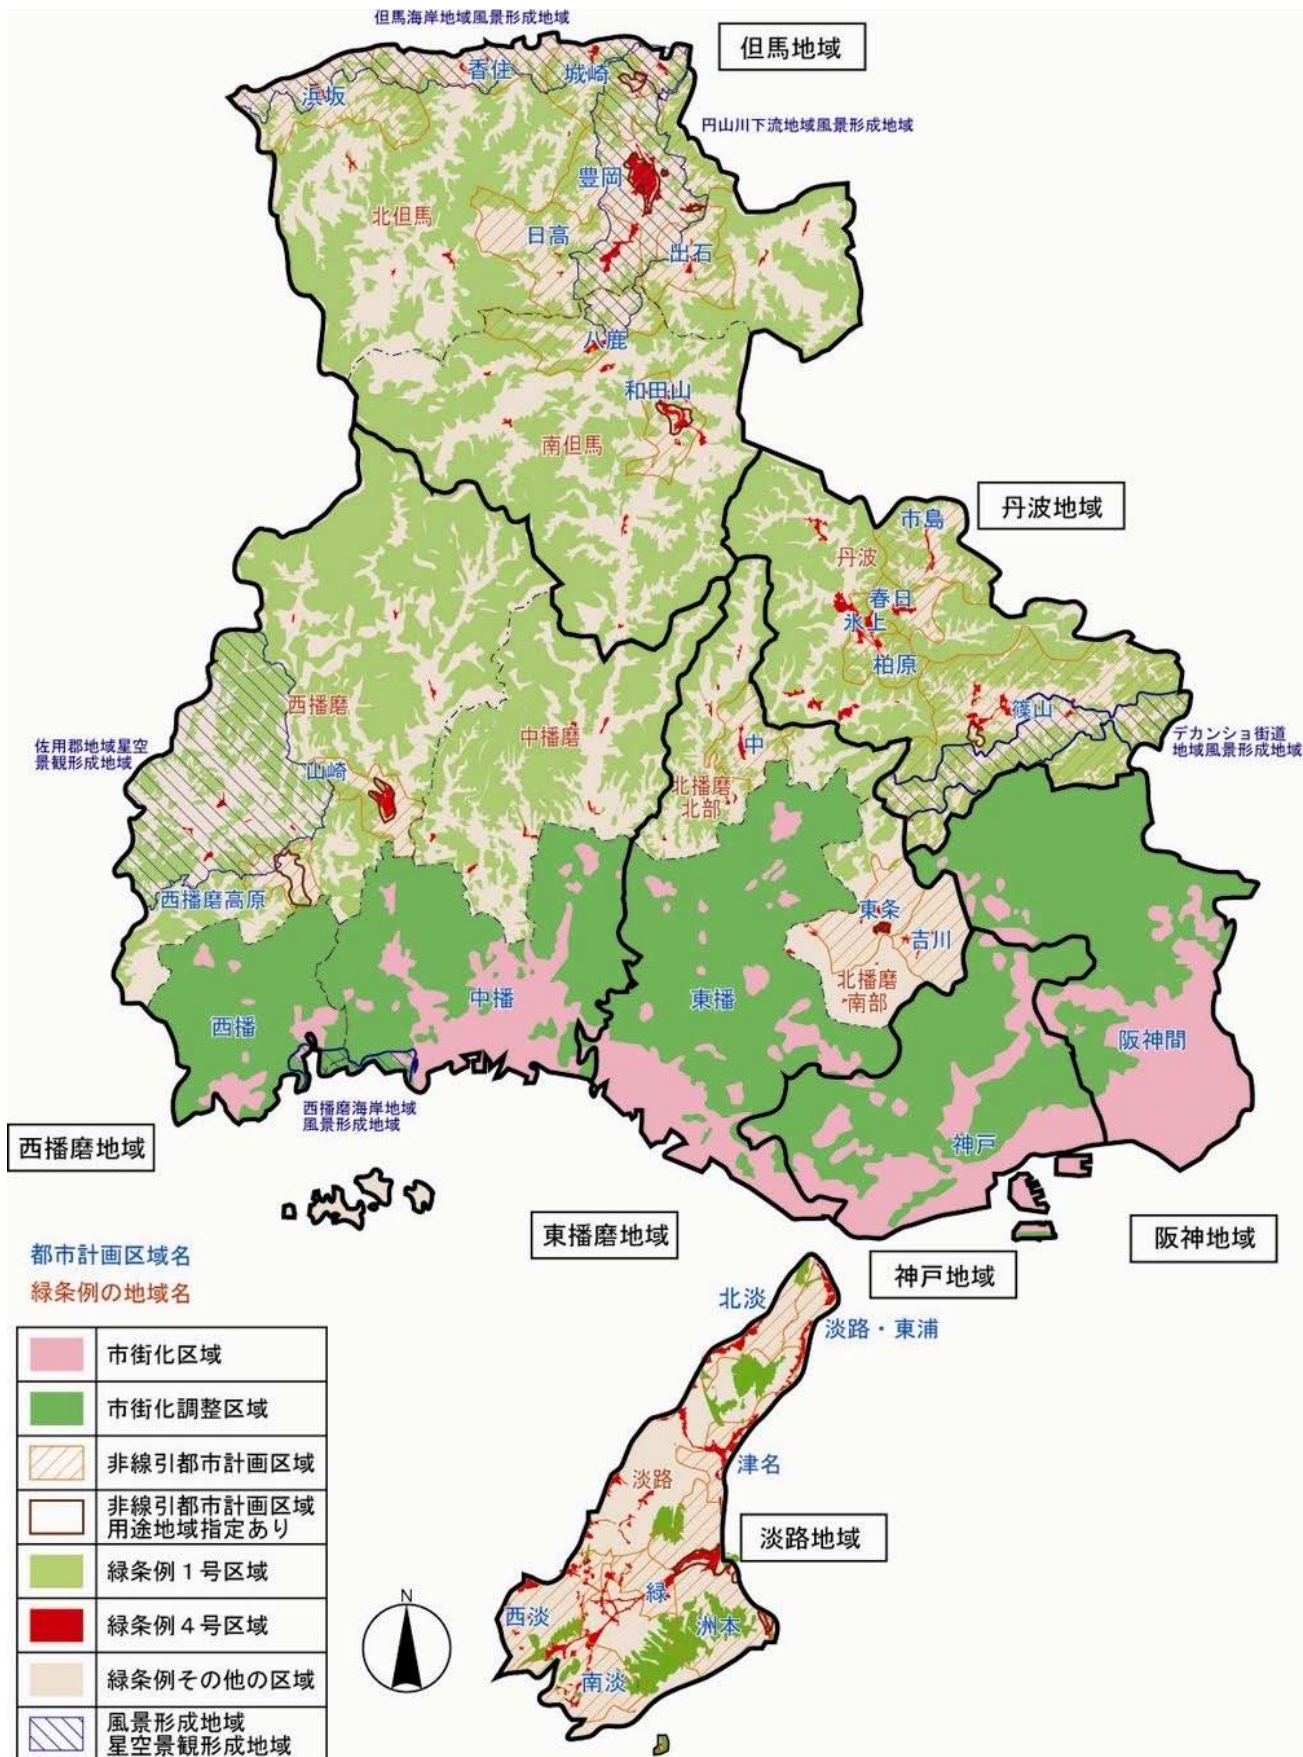 但馬海岸地域風景形成地域
但馬地域
香住
城崎
浜坂
円山川下流地域風景形成地域
豊岡
北但馬
日高
出石
八鹿
和田山
南但馬
丹波地域
市島
丹波
春日
氷上
柏原
西播磨
篠山
中播磨
中
デカンショ街道
地域風景形成地域
佐用郡地域星空
景観形成地域
山崎
北播磨
北部
西播磨高原
東条
吉川
北播磨
南部
中播
東播
西播
阪神間
西播磨海岸地域
風景形成地域
西播磨地域
神戸
東播磨地域
阪神地域
神戸地域
都市計画区域名
緑条例の地域名
北淡
淡路・東浦
市街化区域
市街化調整区域
非線引都市計画区域
非線引都市計画区域
用途地域指定あり
緑条例1号区域
緑条例4号区域
緑条例その他の区域
風景形成地域
星空景観形成地域
津名
淡路
淡路地域
N
緑
西淡
洲本
南淡